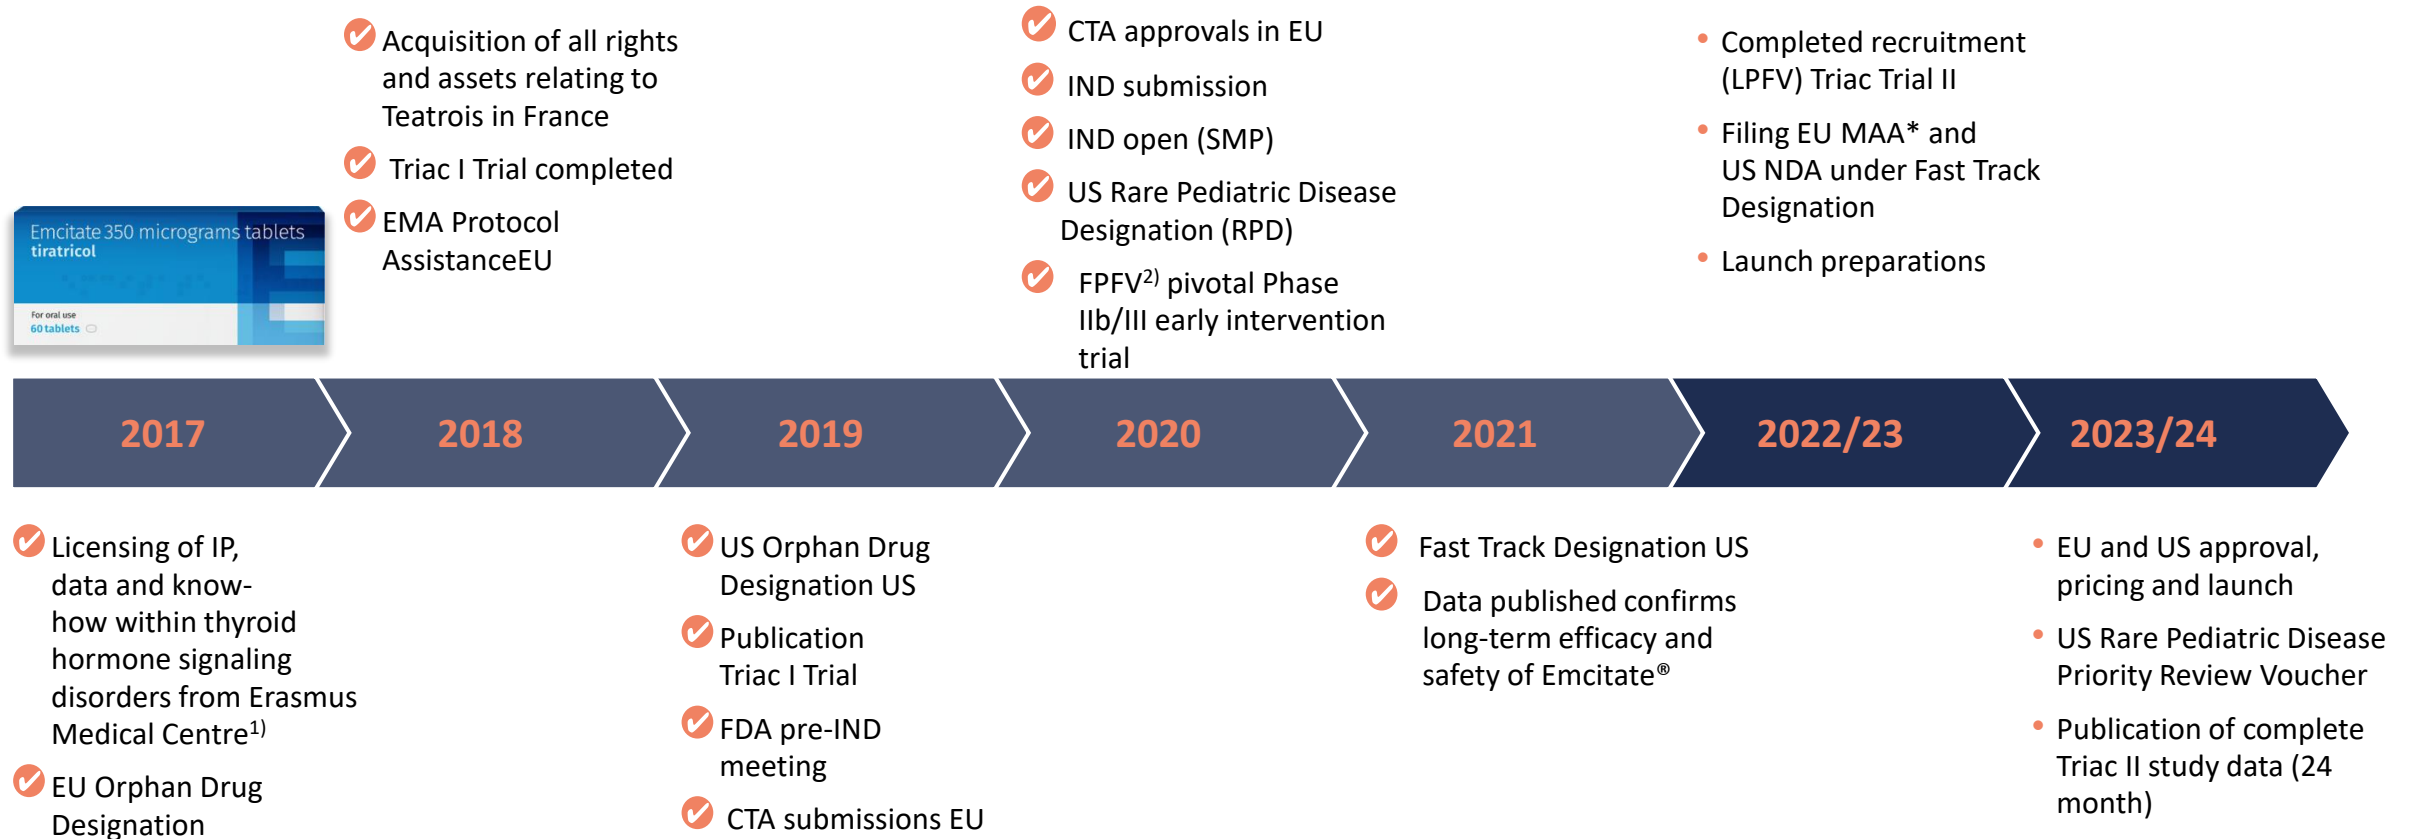 Acquisition of all rights
and assets relating to
Teatrois in France
Triac I Trial completed
EMA Protocol
AssistanceEU
CTA approvals in EU
IND submission
IND open (SMP)
US Rare Pediatric Disease
Designation (RPD)
FPFV2) pivotal Phase
IIb/III early intervention
trial
Completed recruitment
(LPFV) Triac Trial II
Filing EU MAA* and
US NDA under Fast Track
Designation
Launch preparations
Emcitate 350 micrograms tablets
tiratricol
For oral use
60 tablets
2017
2018
2019
2020
2021
2022/23
2023/24
Licensing of IP,
data and know-
how within thyroid
hormone signaling
disorders from Erasmus
Medical Centre1)
EU Orphan Drug
Designation
US Orphan Drug
Designation US
Publication
Triac I Trial
FDA pre-IND
meeting
CTA submissions EU
Fast Track Designation US
Data published confirms
long-term efficacy and
safety of Emcitate®
EU and US approval,
pricing and launch
US Rare Pediatric Disease
Priority Review Voucher
Publication of complete
Triac II study data (24
month)